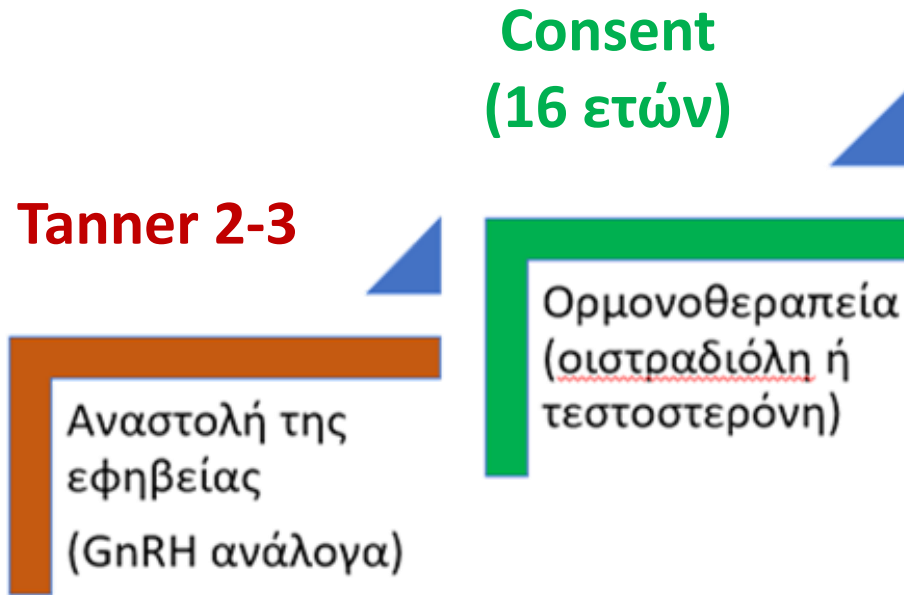 Consent
(16 ετών)
Tanner 2-3
Ορμονοθεραπεία
(οιστραδιόλη ή
τεστοστερόνη)
Αναστολή της
εφηβείας
(GnRH ανάλογα)